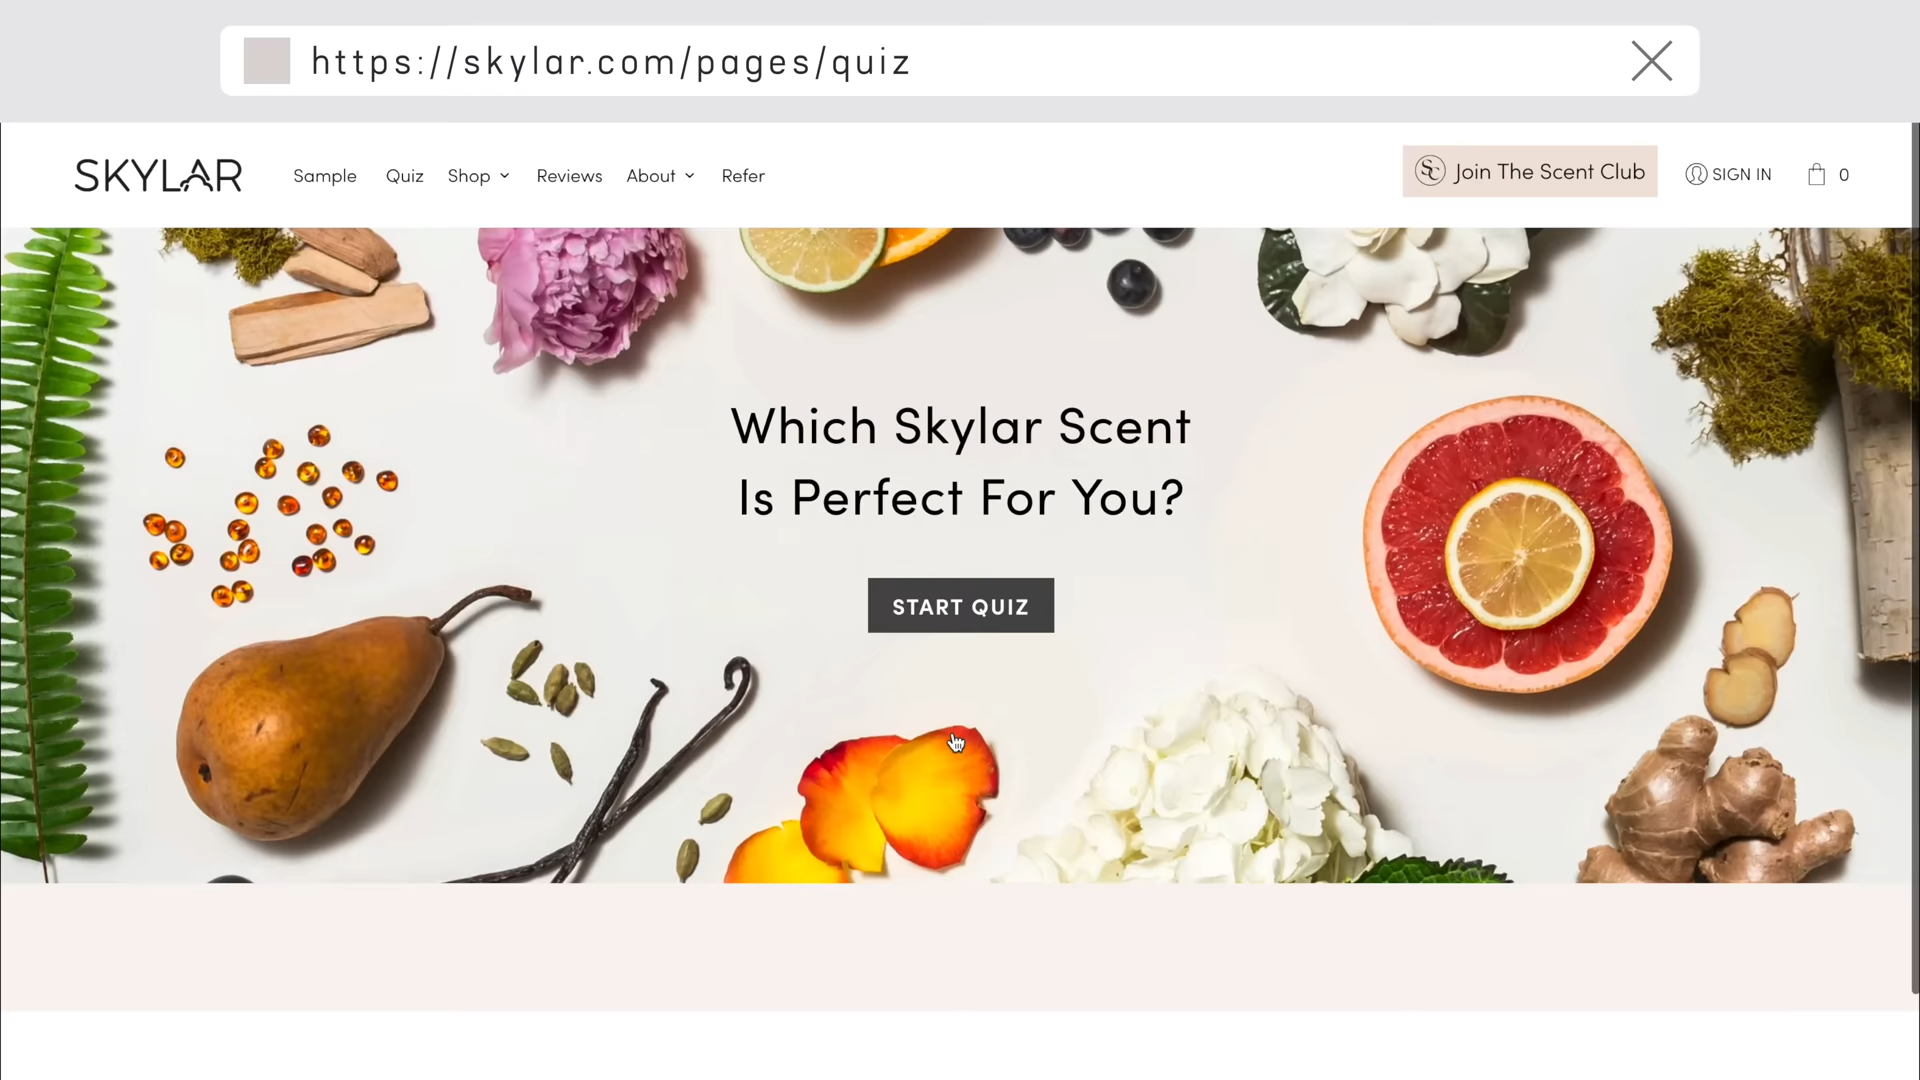 https://skylar.com/pages/quiz
SKYLAR Sample Quiz Shop Reviews About Refer SC Join The Scent Club SIGN IN 0
Which Skylar Scent
Is Perfect For You?
START QUIZ